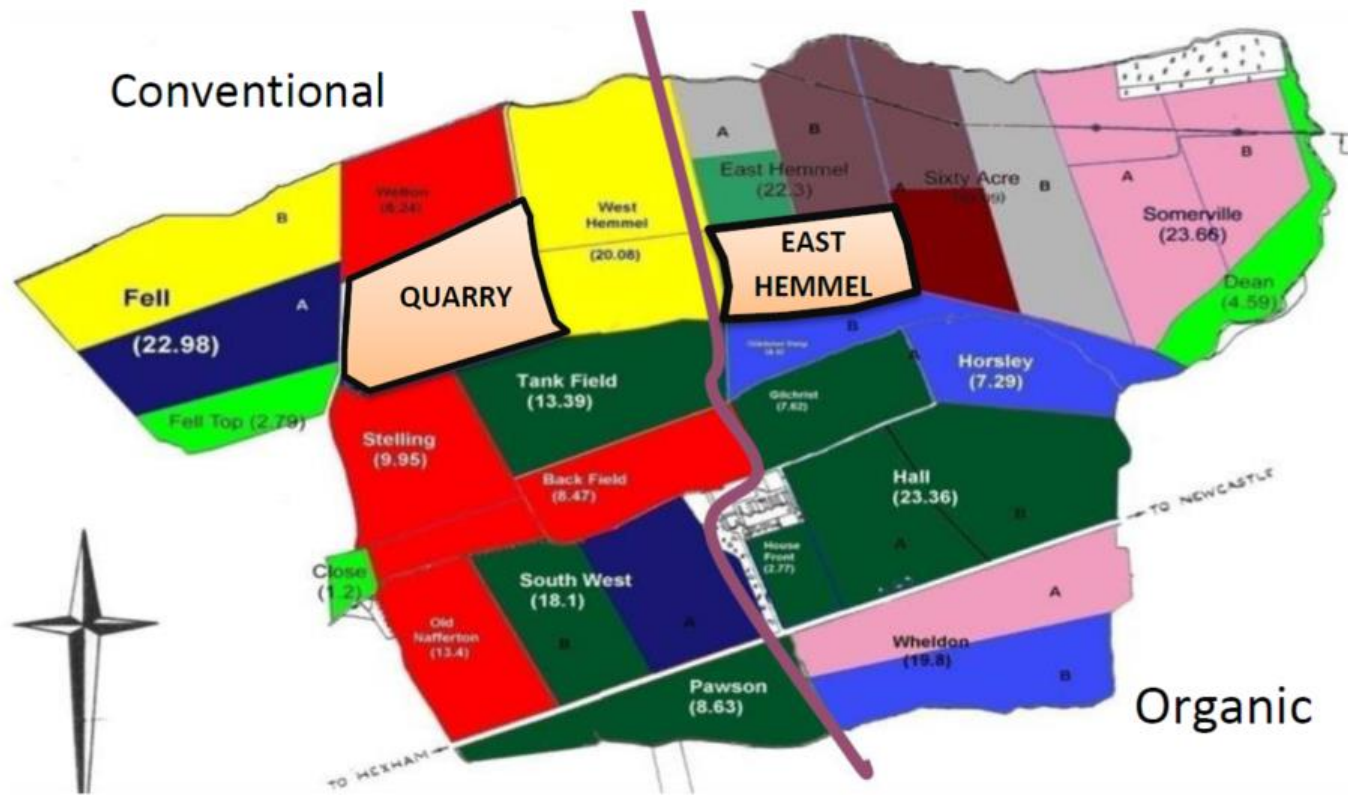 Conventional
A
B
East Hemmel
(22.3)
A
Sixty Acre
B
B
A
Somerville
(23.66)
Dean
(4.59)
Welton
West
Hemmel
(20.08)
B
A
Fell
(22.98)
Fell Top (2.79)
QUARRY
EAST
HEMMEL
B
A
Horsley
(7.29)
Gilchrist
(7.62)
Tank Field
(13.39)
Stelling
(9.95)
Back Field
(8.47)
Hall
(23.36)
A
B
TO NEWCASTLE
House
Front
(2.77)
Close
(1.2)
South West
(18.1)
B
A
Old
Nafferton
(13.4)
A
Wheldon
(19.8)
B
Pawson
(8.63)
Organic
TO HEXHAM